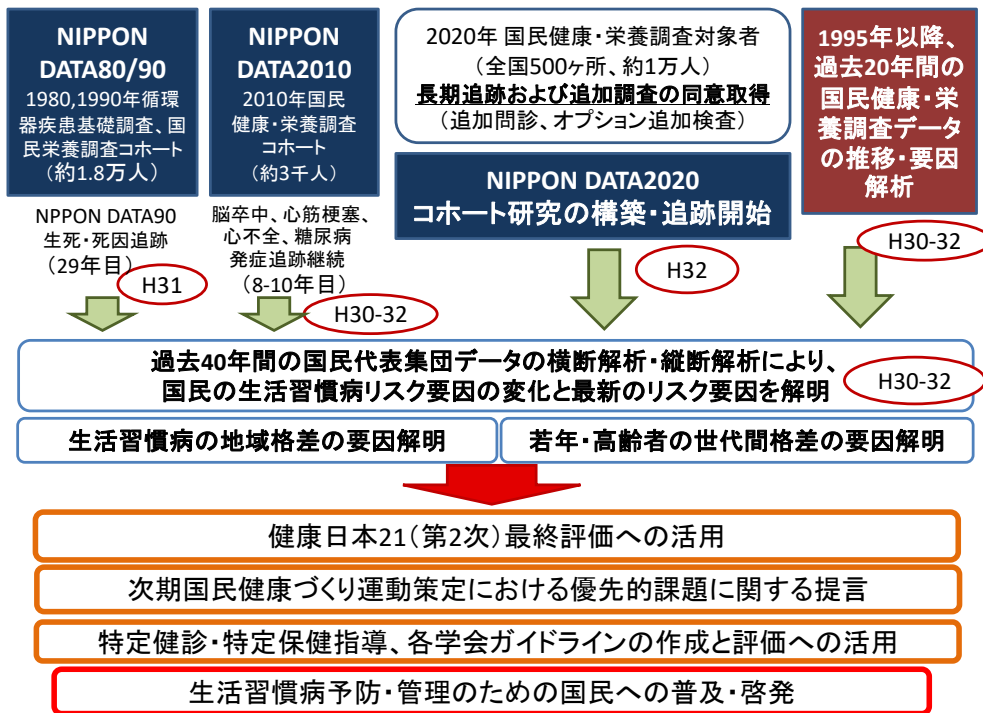 NIPPON
DATA80/90
1980,1990年循環
器疾患基礎調査、国
民栄養調査コホート
（約1.8万人）
NIPPON
DATA2010
2010年国民
健康・栄養調査
コホート
（約3千人）
2020年 国民健康・栄養調査対象者
（全国500ヶ所、約1万人）
長期追跡および追加調査の同意取得
（追加問診、オプション追加検査）
NIPPON DATA2020
コホート研究の構築・追跡開始
1995年以降、
過去20年間の
国民健康・栄
養調査データ
の推移・要因
解析
NPPON DATA90
生死・死因追跡
（29年目）
H31
脳卒中、心筋梗塞、
心不全、糖尿病
発症追跡継続
（8-10年目）
H30-32
H32
H30-32
過去40年間の国民代表集団データの横断解析・縦断解析により、
国民の生活習慣病リスク要因の変化と最新のリスク要因を解明
H30-32
生活習慣病の地域格差の要因解明
若年・高齢者の世代間格差の要因解明
健康日本21（第2次）最終評価への活用
次期国民健康づくり運動策定における優先的課題に関する提言
特定健診・特定保健指導、各学会ガイドラインの作成と評価への活用
生活習慣病予防・管理のための国民への普及・啓発